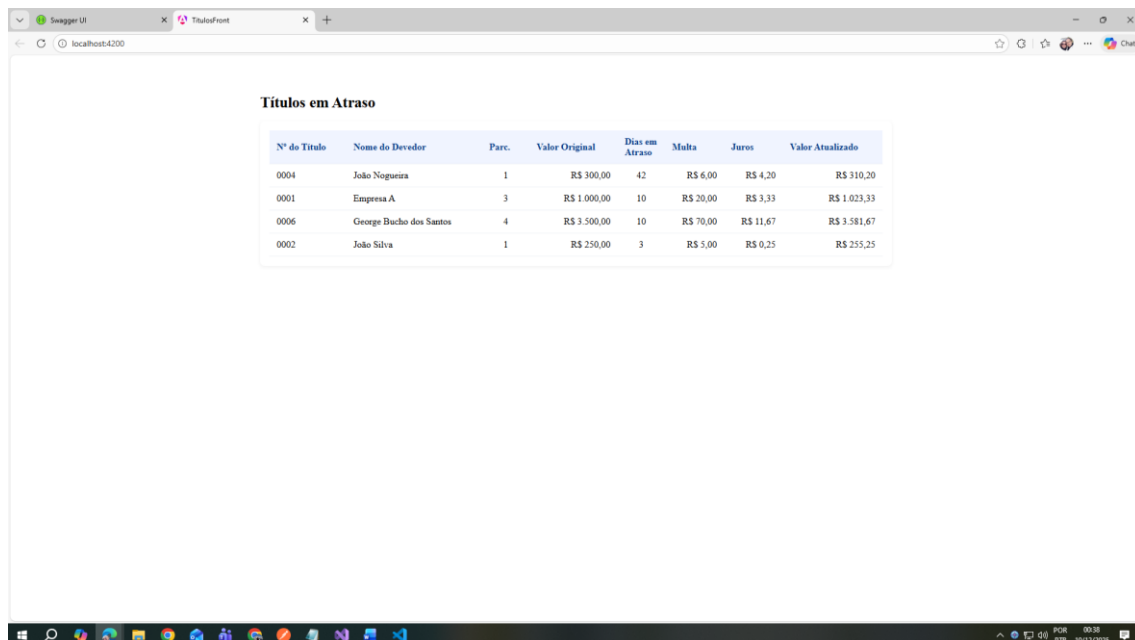 Swagger UI
TitulosFront
localhost:4200
Chat
Títulos em Atraso
Nº do Título Nome do Devedor Parc. Valor Original Dias em Atraso Multa Juros Valor Atualizado
0004 João Nogueira 1 R$ 300,00 42 R$ 6,00 R$ 4,20 R$ 310,20
0001 Empresa A 3 R$ 1.000,00 10 R$ 20,00 R$ 3,33 R$ 1.023,33
0006 George Bucho dos Santos 4 R$ 3.500,00 10 R$ 70,00 R$ 11,67 R$ 3.581,67
0002 João Silva 1 R$ 250,00 3 R$ 5,00 R$ 0,25 R$ 255,25
POR 00:38